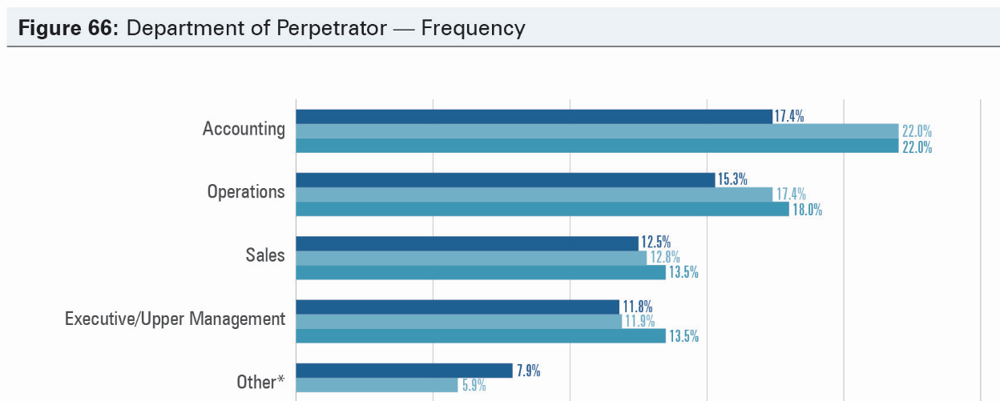 Figure 66: Department of Perpetrator — Frequency
Accounting
17.4%
22.0%
22.0%
Operations
15.3%
17.4%
18.0%
Sales
12.5%
12.8%
13.5%
Executive/Upper Management
11.8%
11.9%
13.5%
Other*
7.9%
5.9%